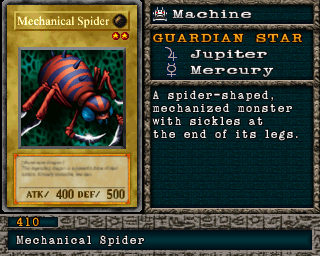 Mechanical Spider
ATK/ 400 DEF/ 500
Machine
GUARDIAN STAR
Jupiter
Mercury
A spider-shaped,
mechanized monster
with sickles at
the end of its legs.
410
Mechanical Spider